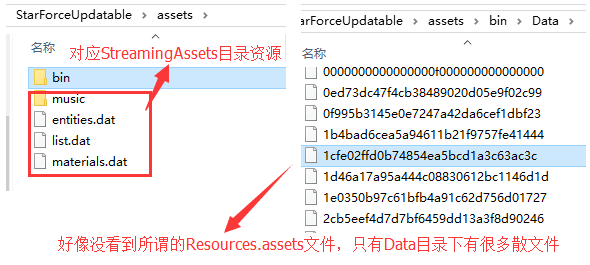 StarForceUpdatable > assets >
名称
对应StreamingAssets目录资源
bin
music
entities.dat
list.dat
materials.dat
arForceUpdatable > assets > bin > Data >
名称
0000000000000000f000000000000000
0ed73dc47f4cb38489020d05e9f02c99
0f995b3145e0e7247a42da6cef1dbf23
1b4bad6cea5a94611b21f9757fe41444
1cfe02ffd0b74854ea5bcd1a3c63ac3c
1d46a17a95a444c08830612bc1146d1d
1e0350b97c61bfb4a91c62d756d01727
2cb5eef4d7d7bf6459dd13a3f8d90246
好像没看到所谓的Resources.assets文件，只有Data目录下有很多散文件